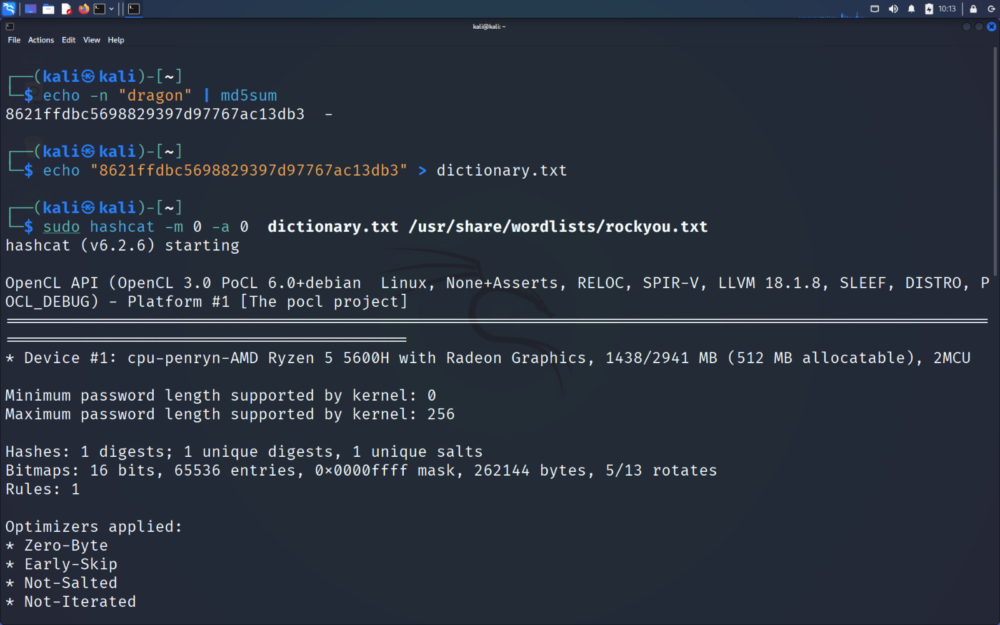 10:13
kali@kali: ~
File Actions Edit View Help
┌──(kali㉿kali)-[~]
└─$ echo -n "dragon" | md5sum
8621ffdbc5698829397d97767ac13db3  -
┌──(kali㉿kali)-[~]
└─$ echo "8621ffdbc5698829397d97767ac13db3" > dictionary.txt
┌──(kali㉿kali)-[~]
└─$ sudo hashcat -m 0 -a 0  dictionary.txt /usr/share/wordlists/rockyou.txt
hashcat (v6.2.6) starting
OpenCL API (OpenCL 3.0 PoCL 6.0+debian  Linux, None+Asserts, RELOC, SPIR-V, LLVM 18.1.8, SLEEF, DISTRO, P
OCL_DEBUG) - Platform #1 [The pocl project]
* Device #1: cpu-penryn-AMD Ryzen 5 5600H with Radeon Graphics, 1438/2941 MB (512 MB allocatable), 2MCU
Minimum password length supported by kernel: 0
Maximum password length supported by kernel: 256
Hashes: 1 digests; 1 unique digests, 1 unique salts
Bitmaps: 16 bits, 65536 entries, 0x0000ffff mask, 262144 bytes, 5/13 rotates
Rules: 1
Optimizers applied:
* Zero-Byte
* Early-Skip
* Not-Salted
* Not-Iterated